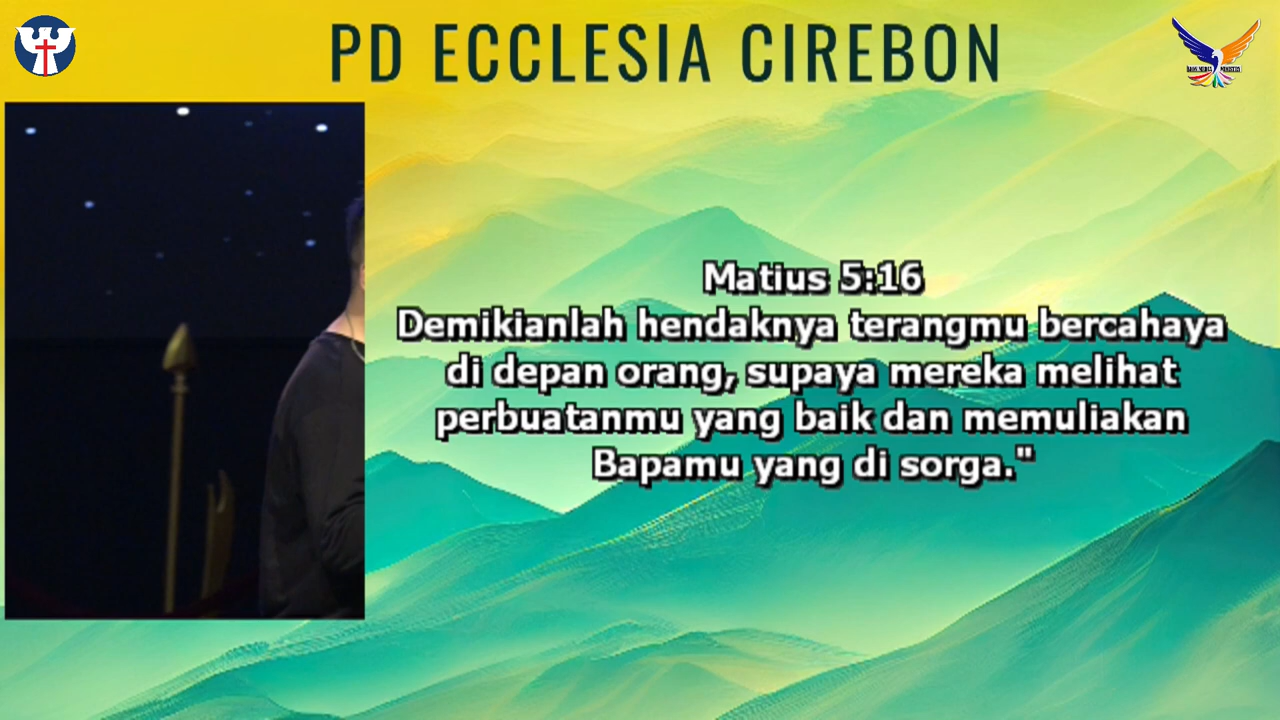 PD ECCLESIA CIREBON
Matius 5:16
Demikianlah hendaknya terangmu bercahaya
di depan orang, supaya mereka melihat
perbuatanmu yang baik dan memuliakan
Bapamu yang di sorga."